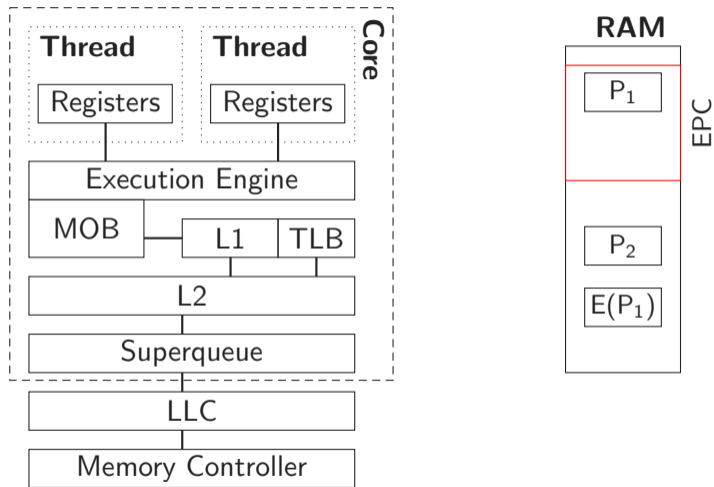 Thread
Thread
Core
Registers
Registers
Execution Engine
MOB
L1
TLB
L2
Superqueue
LLC
Memory Controller
RAM
P₁
EPC
P₂
E(P₁)